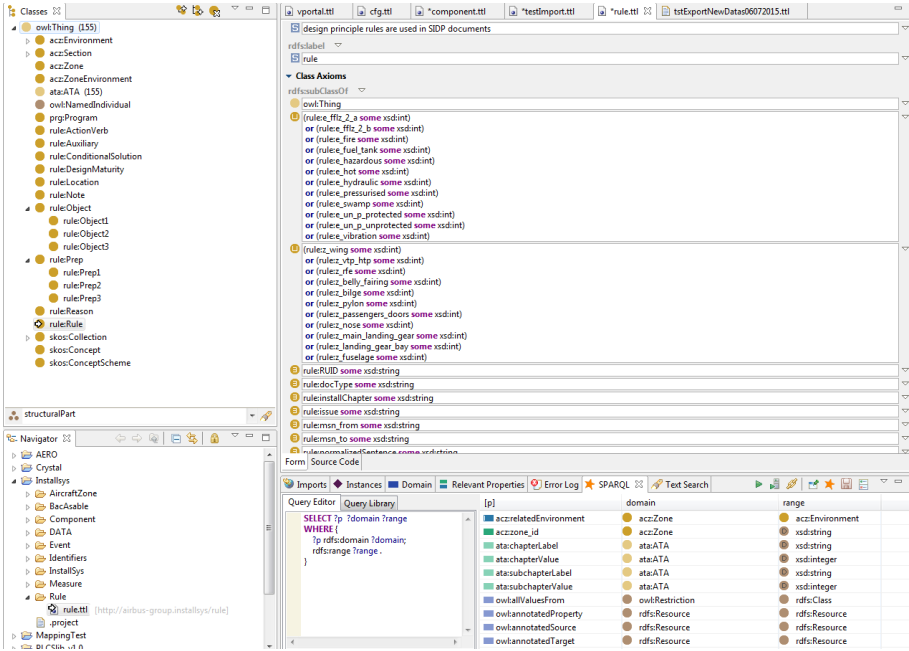 Classes
owl:Thing (155)
acz:Environment
acz:Section
acz:Zone
acz:ZoneEnvironment
ata:ATA (155)
owl:NamedIndividual
prg:Program
rule:ActionVerb
rule:Auxiliary
rule:ConditionalSolution
rule:DesignMaturity
rule:Location
rule:Note
rule:Object
rule:Object1
rule:Object2
rule:Object3
rule:Prep
rule:Prep1
rule:Prep2
rule:Prep3
rule:Reason
rule:Rule
skos:Collection
skos:Concept
skos:ConceptScheme
structuralPart
Navigator
AERO
Crystal
Installsys
AircraftZone
BacAsable
Component
DATA
Event
Identifiers
InstallSys
Measure
Rule
rule.ttl [http://airbus-group.installsys/rule]
.project
MappingTest
PLCSlib_v1.0
vportal.ttl cfg.ttl *component.ttl *testImport.ttl *rule.ttl tstExportNewDatas06072015.ttl
design principle rules are used in SIDP documents
rdfs:label
rule
Class Axioms
rdfs:subClassOf
owl:Thing
(rule:e_fflz_2_a some xsd:int)
or (rule:e_fflz_2_b some xsd:int)
or (rule:e_fire some xsd:int)
or (rule:e_fuel_tank some xsd:int)
or (rule:e_hazardous some xsd:int)
or (rule:e_hot some xsd:int)
or (rule:e_hydraulic some xsd:int)
or (rule:e_pressurised some xsd:int)
or (rule:e_swamp some xsd:int)
or (rule:e_un_p_protected some xsd:int)
or (rule:e_un_p_unprotected some xsd:int)
or (rule:e_vibration some xsd:int)
(rule:z_wing some xsd:int)
or (rule:z_vtp_htp some xsd:int)
or (rule:z_rfe some xsd:int)
or (rule:z_belly_fairing some xsd:int)
or (rule:z_bilge some xsd:int)
or (rule:z_pylon some xsd:int)
or (rule:z_passengers_doors some xsd:int)
or (rule:z_nose some xsd:int)
or (rule:z_main_landing_gear some xsd:int)
or (rule:z_landing_gear_bay some xsd:int)
or (rule:z_fuselage some xsd:int)
rule:RUID some xsd:string
rule:docType some xsd:string
rule:installChapter some xsd:string
rule:issue some xsd:string
rule:msn_from some xsd:string
rule:msn_to some xsd:string
rule:normalizedSentence some xsd:string
Form Source Code
Imports Instances Domain Relevant Properties Error Log SPARQL Text Search
Query Editor Query Library
SELECT ?p ?domain ?range
WHERE {
?p rdfs:domain ?domain;
rdfs:range ?range .
}
[p] domain range
acz:relatedEnvironment acz:Zone acz:Environment
acz:zone_id acz:Zone xsd:string
ata:chapterLabel ata:ATA xsd:string
ata:chapterValue ata:ATA xsd:integer
ata:subchapterLabel ata:ATA xsd:string
ata:subchapterValue ata:ATA xsd:integer
owl:allValuesFrom owl:Restriction rdfs:Class
owl:annotatedProperty rdfs:Resource rdfs:Resource
owl:annotatedSource rdfs:Resource rdfs:Resource
owl:annotatedTarget rdfs:Resource rdfs:Resource